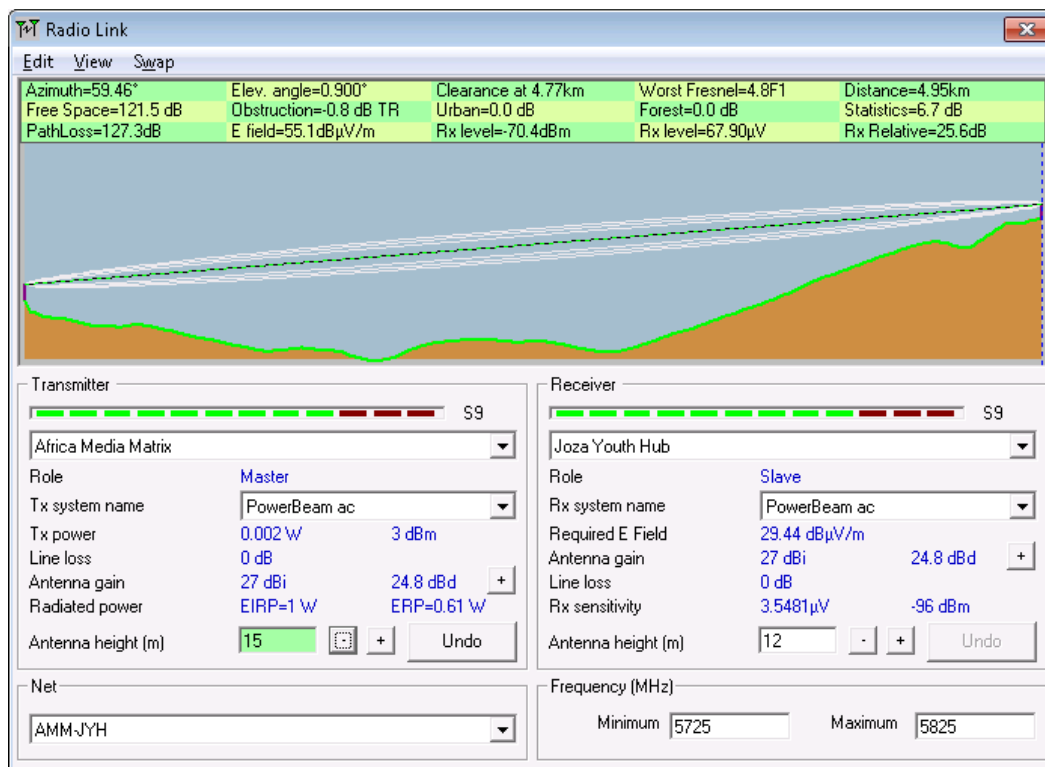 Radio Link
Edit View Swap
Azimuth=59.46° Elev. angle=0.900° Clearance at 4.77km Worst Fresnel=4.8F1 Distance=4.95km
Free Space=121.5 dB Obstruction=-0.8 dB TR Urban=0.0 dB Forest=0.0 dB Statistics=6.7 dB
PathLoss=127.3dB E field=55.1dBµV/m Rx level=-70.4dBm Rx level=67.90µV Rx Relative=25.6dB
Transmitter
S9
Africa Media Matrix
Role Master
Tx system name PowerBeam ac
Tx power 0.002 W 3 dBm
Line loss 0 dB
Antenna gain 27 dBi 24.8 dBd +
Radiated power EIRP=1 W ERP=0.61 W
Antenna height (m) 15 - + Undo
Receiver
S9
Joza Youth Hub
Role Slave
Rx system name PowerBeam ac
Required E Field 29.44 dBµV/m
Antenna gain 27 dBi 24.8 dBd +
Line loss 0 dB
Rx sensitivity 3.5481µV -96 dBm
Antenna height (m) 12 - + Undo
Net
AMM-JYH
Frequency (MHz)
Minimum 5725 Maximum 5825